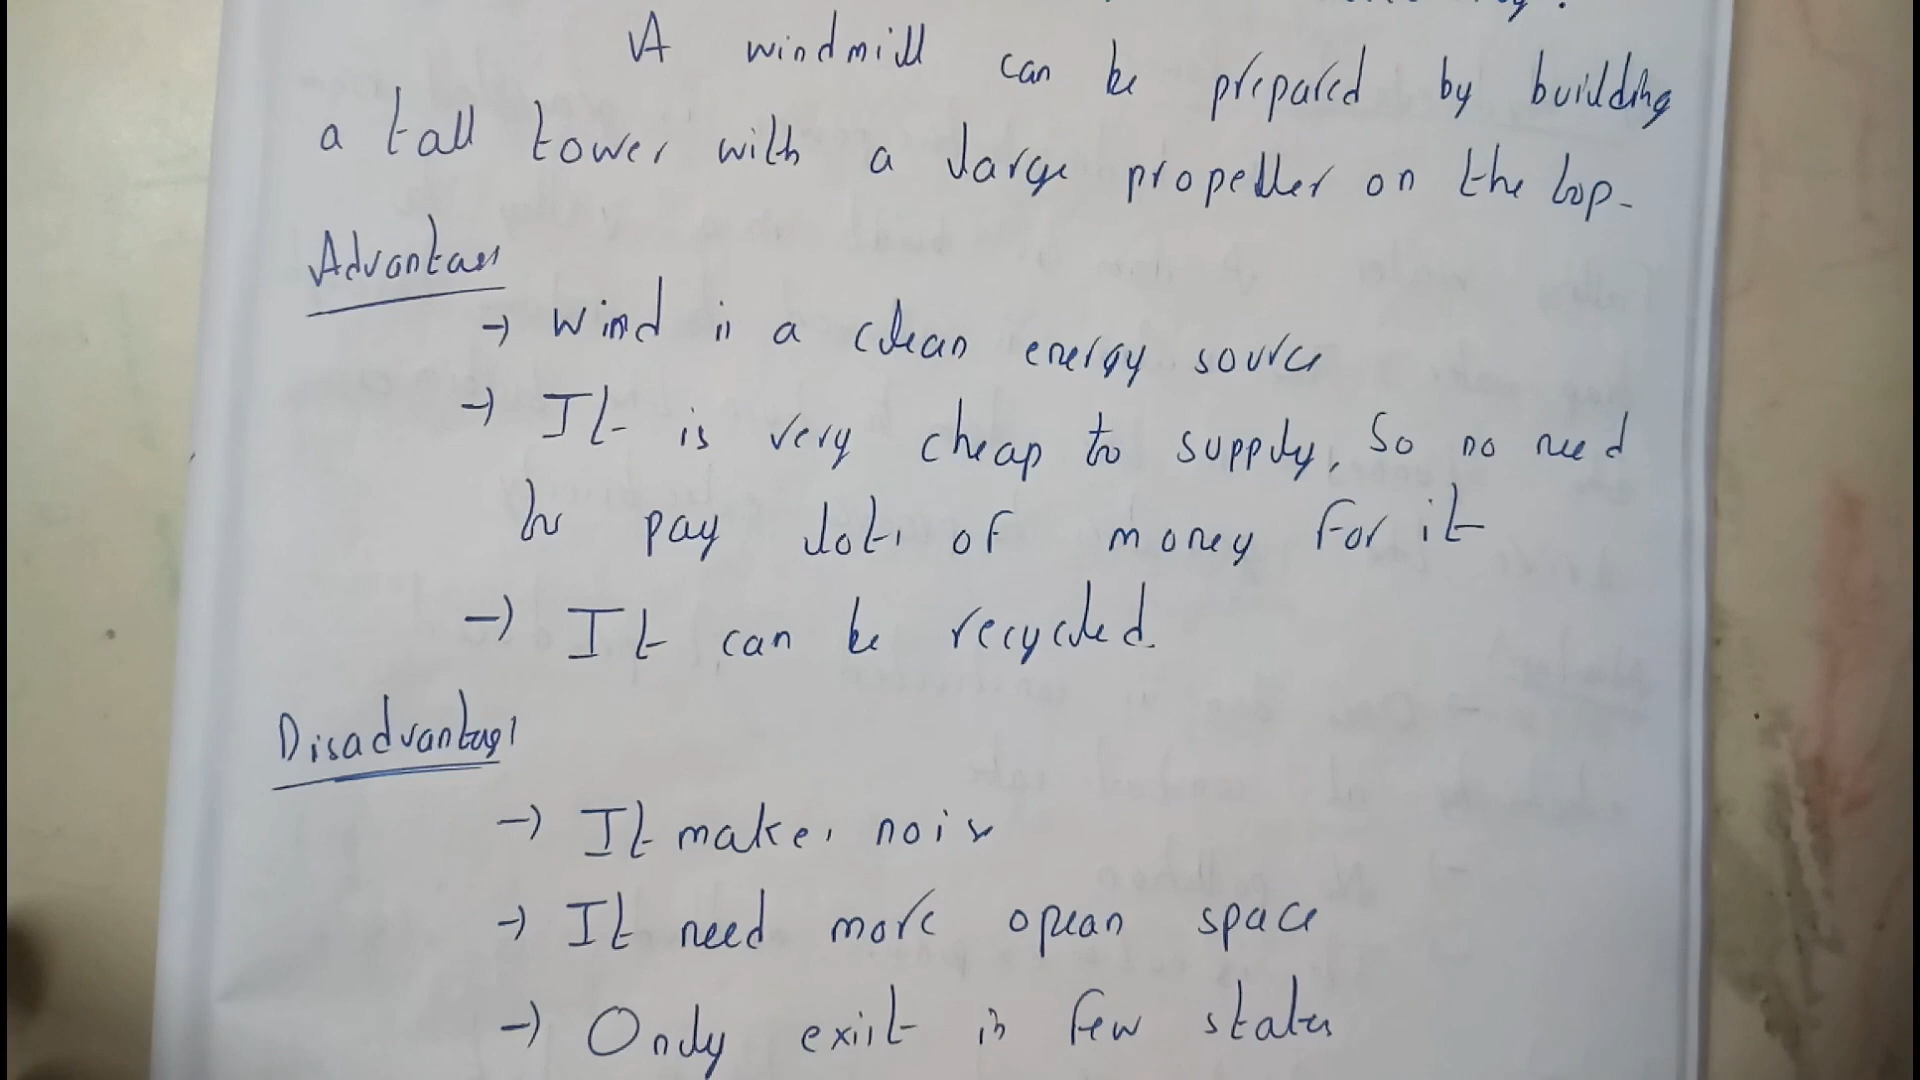 A windmill can be prepared by building
a tall tower with a large propeller on the top.
Advantages
→ Wind is a clean energy source
→ It is very cheap to supply, So no need
to pay lots of money for it
→ It can be recycled.
Disadvantages
→ It makes noise
→ It need more opean space
→ Only exist in few states